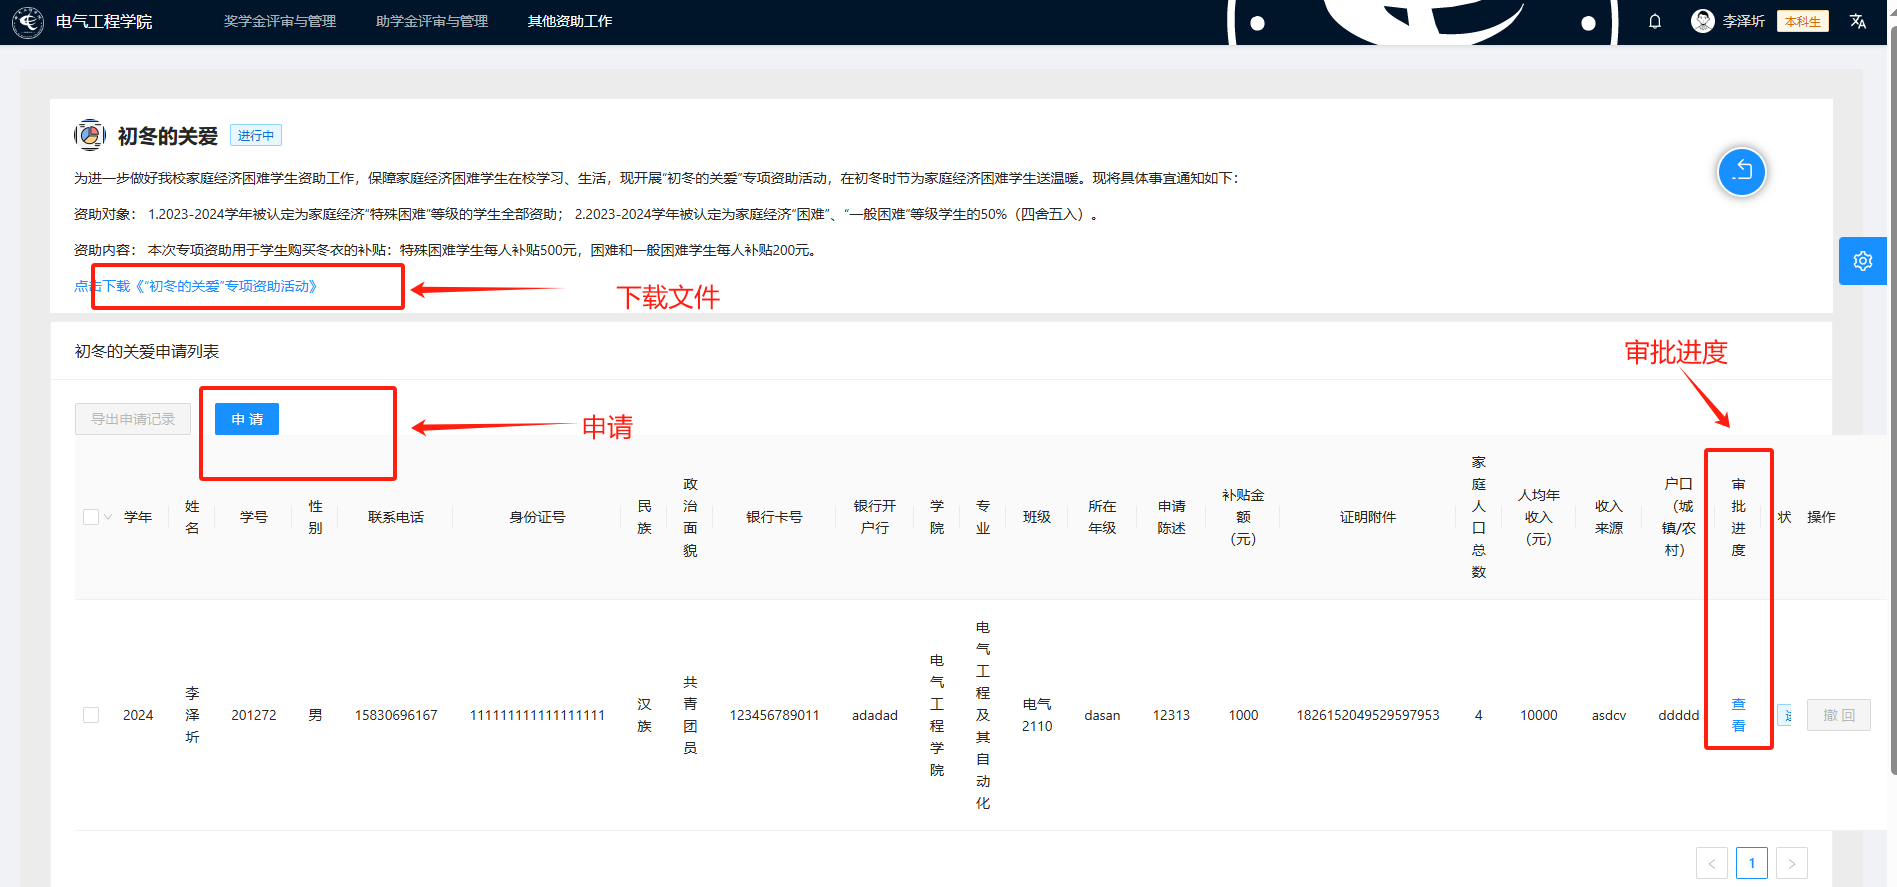 电气工程学院
奖学金评审与管理
助学金评审与管理
其他资助工作
李泽圻
本科生
初冬的关爱
进行中
为进一步做好我校家庭经济困难学生资助工作，保障家庭经济困难学生在校学习、生活，现开展“初冬的关爱”专项资助活动，在初冬时节为家庭经济困难学生送温暖。现将具体事宜通知如下：
资助对象： 1.2023-2024学年被认定为家庭经济“特殊困难”等级的学生全部资助； 2.2023-2024学年被认定为家庭经济“困难”、“一般困难”等级学生的50%（四舍五入）。
资助内容： 本次专项资助用于学生购买冬衣的补贴：特殊困难学生每人补贴500元，困难和一般困难学生每人补贴200元。
点击下载《“初冬的关爱”专项资助活动》
下载文件
初冬的关爱申请列表
审批进度
导出申请记录
申 请
申请
学年
姓名
学号
性别
联系电话
身份证号
民族
政治面貌
银行卡号
银行开户行
学院
专业
班级
所在年级
申请陈述
补贴金额（元）
证明附件
家庭人口总数
人均年收入（元）
收入来源
户口（城镇/农村）
审批进度
状
操作
2024
李泽圻
201272
男
15830696167
111111111111111111
汉族
共青团员
123456789011
adadad
电气工程学院
电气工程及其自动化
电气2110
dasan
12313
1000
1826152049529597953
4
10000
asdcv
ddddd
查看
撤 回
1